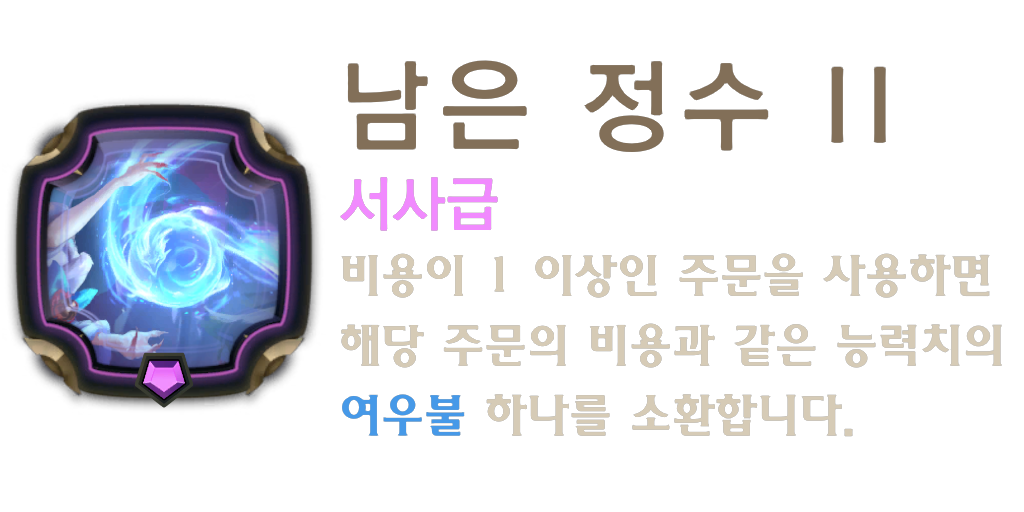 남은 정수 II
서사급
비용이 1 이상인 주문을 사용하면
해당 주문의 비용과 같은 능력치의
여우불 하나를 소환합니다.